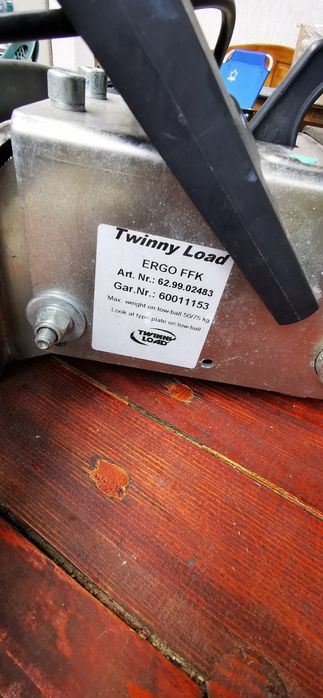 Twinny Load
ERGO FFK
Art. Nr.: 62.99.02483
Gar.Nr.: 60011153
Max. weight on tow-ball 50/75 kg
Look at type-plate on tow-ball
TWINNY
LOAD